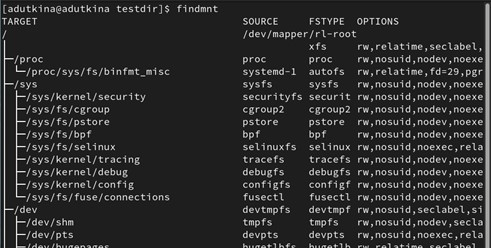 [adutkina@adutkina testdir]$ findmnt
TARGET SOURCE FSTYPE OPTIONS
/ /dev/mapper/rl-root
xfs rw,relatime,seclabel,
├─/proc proc proc rw,nosuid,nodev,noexe
│ └─/proc/sys/fs/binfmt_misc systemd-1 autofs rw,relatime,fd=29,pgr
├─/sys sysfs sysfs rw,nosuid,nodev,noexe
│ ├─/sys/kernel/security securityfs securit rw,nosuid,nodev,noexe
│ ├─/sys/fs/cgroup cgroup2 cgroup2 rw,nosuid,nodev,noexe
│ ├─/sys/fs/pstore pstore pstore rw,nosuid,nodev,noexe
│ ├─/sys/fs/bpf bpf bpf rw,nosuid,nodev,noexe
│ ├─/sys/fs/selinux selinuxfs selinux rw,nosuid,noexec,rela
│ ├─/sys/kernel/tracing tracefs tracefs rw,nosuid,nodev,noexe
│ ├─/sys/kernel/debug debugfs debugfs rw,nosuid,nodev,noexe
│ ├─/sys/kernel/config configfs configf rw,nosuid,nodev,noexe
│ └─/sys/fs/fuse/connections fusectl fusectl rw,nosuid,nodev,noexe
├─/dev devtmpfs devtmpf rw,nosuid,seclabel,si
│ ├─/dev/shm tmpfs tmpfs rw,nosuid,nodev,secla
│ ├─/dev/pts devpts devpts rw,nosuid,noexec,rela
│ └─/dev/hugepages hugetlbfs hugetlb rw,relatime,seclabel,